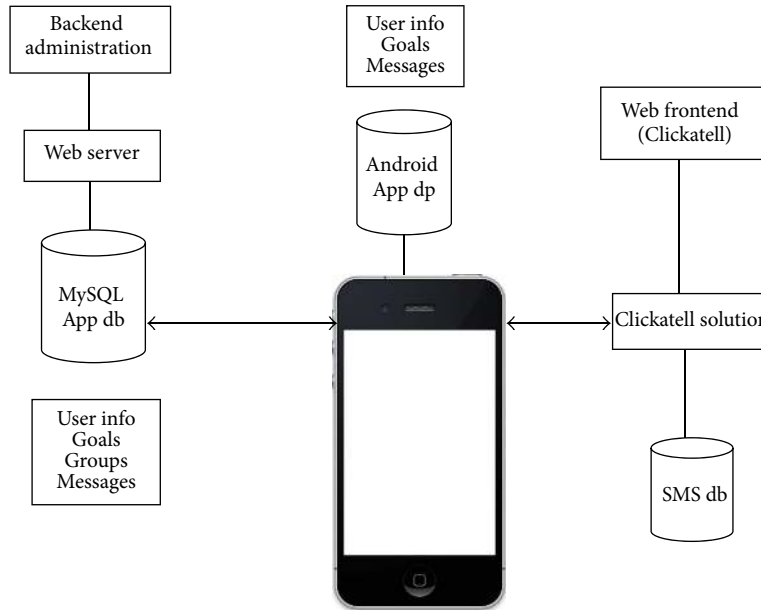 Backend
administration
Web server
MySQL
App db
User info
Goals
Groups
Messages
User info
Goals
Messages
Android
App dp
Web frontend
(Clickatell)
Clickatell solution
SMS db